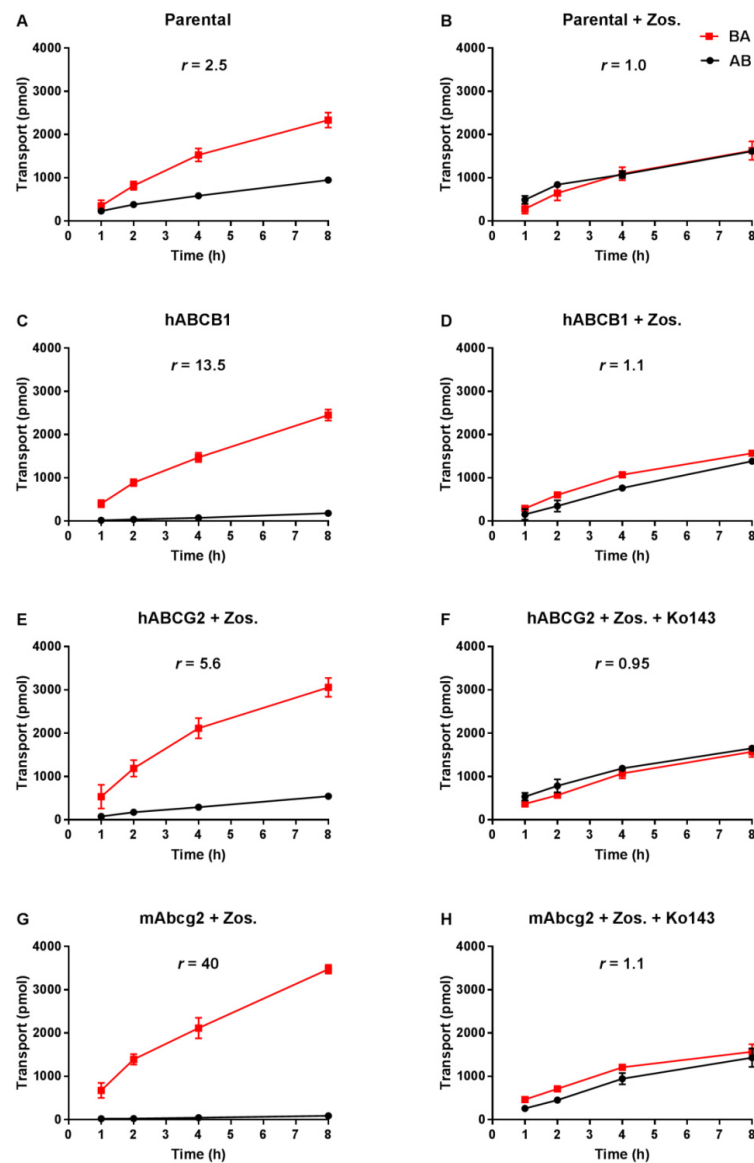 A Parental
4000
3000
2000
1000
0
Transport (pmol)
r = 2.5
0 1 2 3 4 5 6 7 8
Time (h)
B Parental + Zos.
BA
AB
4000
3000
2000
1000
0
Transport (pmol)
r = 1.0
0 1 2 3 4 5 6 7 8
Time (h)
C hABCB1
4000
3000
2000
1000
0
Transport (pmol)
r = 13.5
0 1 2 3 4 5 6 7 8
Time (h)
D hABCB1 + Zos.
4000
3000
2000
1000
0
Transport (pmol)
r = 1.1
0 1 2 3 4 5 6 7 8
Time (h)
E hABCG2 + Zos.
4000
3000
2000
1000
0
Transport (pmol)
r = 5.6
0 1 2 3 4 5 6 7 8
Time (h)
F hABCG2 + Zos. + Ko143
4000
3000
2000
1000
0
Transport (pmol)
r = 0.95
0 1 2 3 4 5 6 7 8
Time (h)
G mAbcg2 + Zos.
4000
3000
2000
1000
0
Transport (pmol)
r = 40
0 1 2 3 4 5 6 7 8
Time (h)
H mAbcg2 + Zos. + Ko143
4000
3000
2000
1000
0
Transport (pmol)
r = 1.1
0 1 2 3 4 5 6 7 8
Time (h)